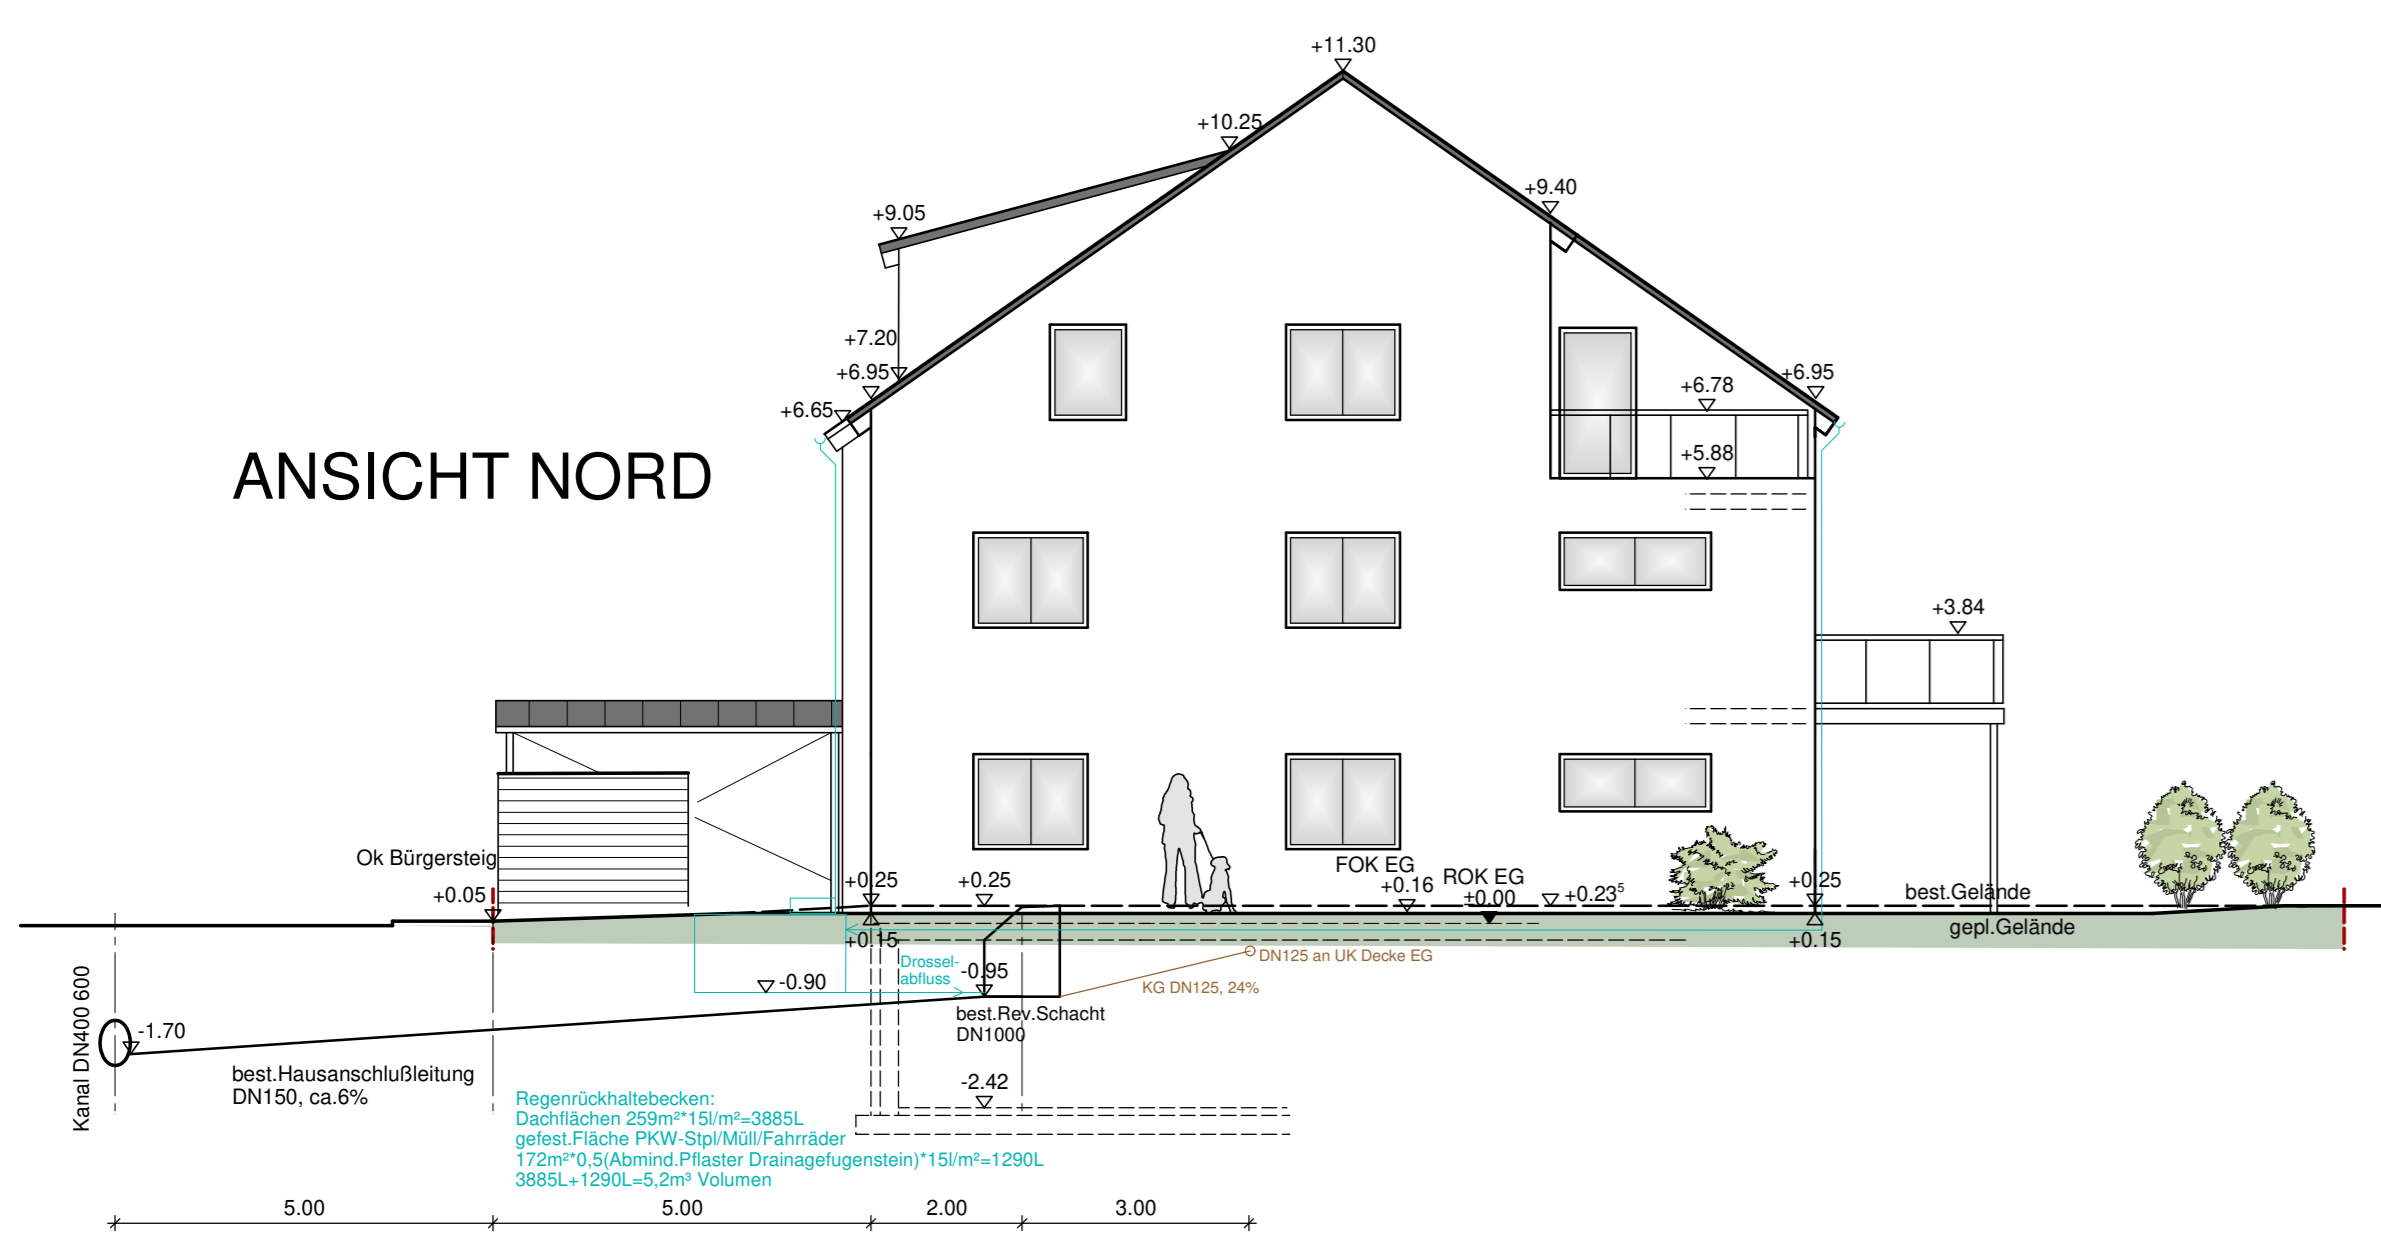 +11.30
+10.25
+9.40
+9.05
+7.20
+6.95
+6.95
+6.78
+6.65
+5.88
ANSICHT NORD
+3.84
Ok Bürgersteig
+0.05
+0.25
+0.25
FOK EG
+0.16
ROK EG
+0.00
+0.23⁵
+0.25
best.Gelände
gepl.Gelände
+0.15
+0.15
Drossel-
abfluss
-0.95
-0.90
DN125 an UK Decke EG
KG DN125, 24%
best.Rev.Schacht
DN1000
Kanal DN400 600
-1.70
best.Hausanschlußleitung
DN150, ca.6%
-2.42
Regenrückhaltebecken:
Dachflächen 259m²*15l/m²=3885L
gefest.Fläche PKW-Stpl/Müll/Fahrräder
172m²*0,5(Abmind.Pflaster Drainagefugenstein)*15l/m²=1290L
3885L+1290L=5,2m³ Volumen
5.00
5.00
2.00
3.00